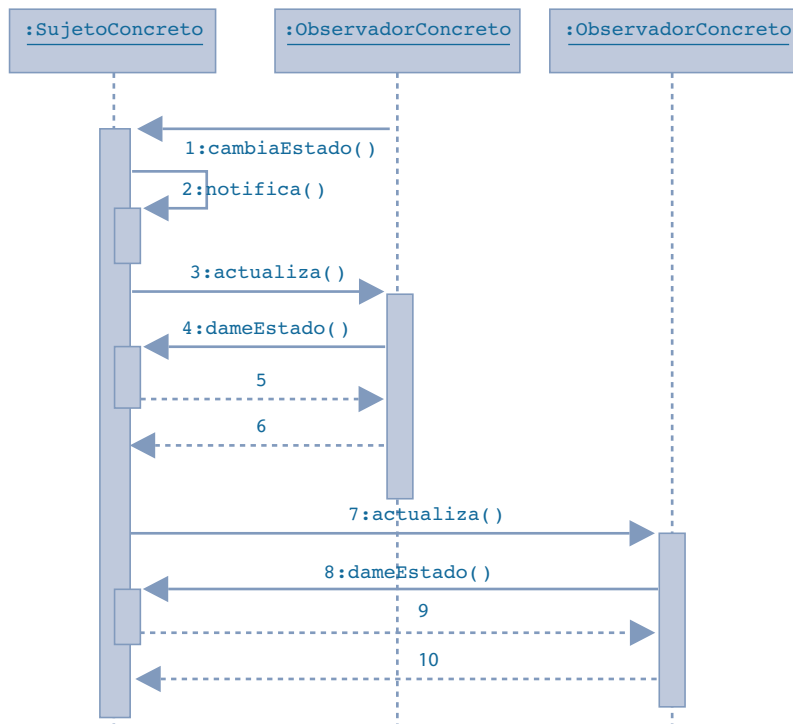 :SujetoConcreto
:ObservadorConcreto
:ObservadorConcreto
1:cambiaEstado()
2:notifica()
3:actualiza()
4:dameEstado()
5
6
7:actualiza()
8:dameEstado()
9
10